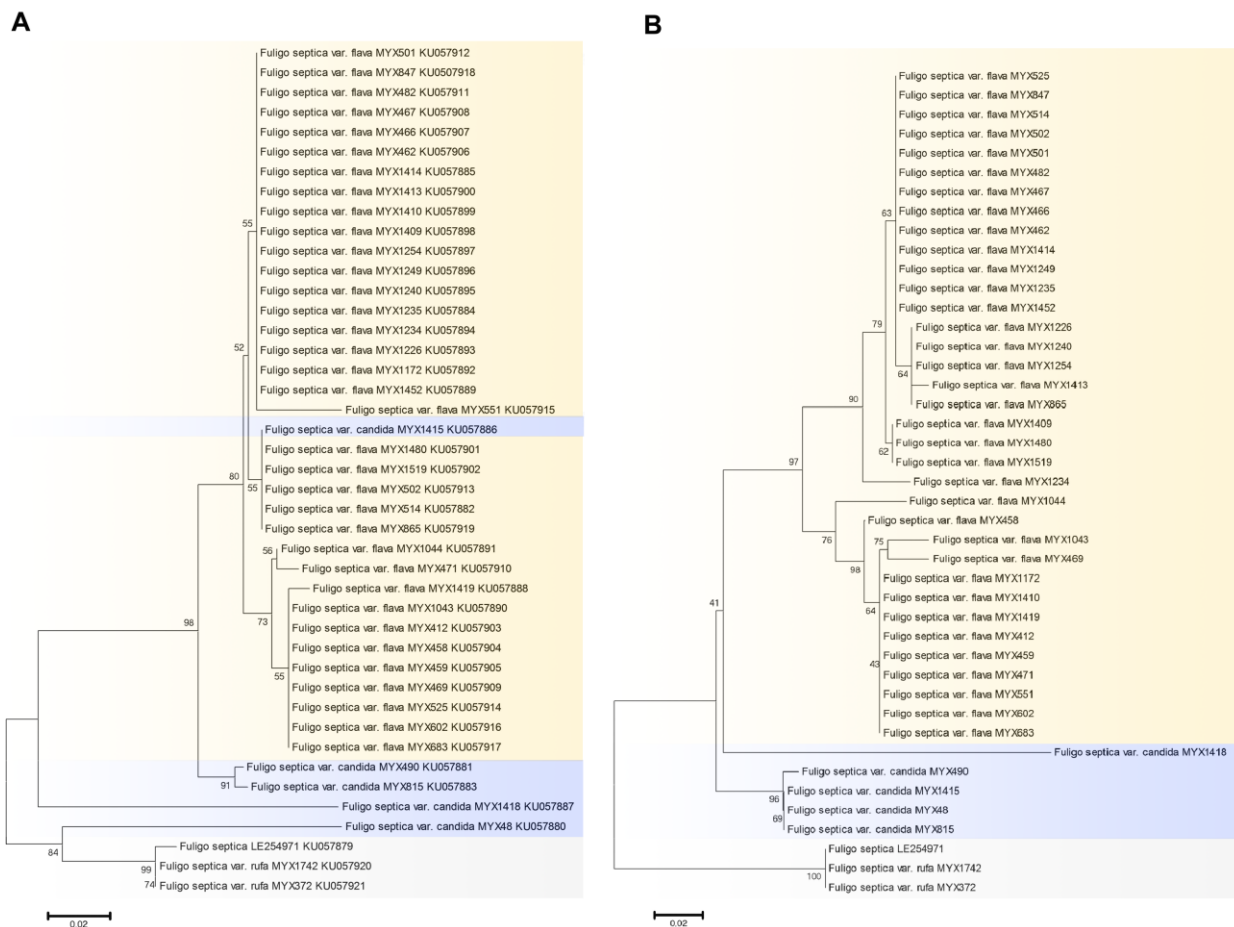 A
Fuligo septica var. flava MYX501 KU057912
Fuligo septica var. flava MYX847 KU0507918
Fuligo septica var. flava MYX482 KU057911
Fuligo septica var. flava MYX467 KU057908
Fuligo septica var. flava MYX466 KU057907
Fuligo septica var. flava MYX462 KU057906
Fuligo septica var. flava MYX1414 KU057885
Fuligo septica var. flava MYX1413 KU057900
Fuligo septica var. flava MYX1410 KU057899
55
Fuligo septica var. flava MYX1409 KU057898
Fuligo septica var. flava MYX1254 KU057897
Fuligo septica var. flava MYX1249 KU057896
Fuligo septica var. flava MYX1240 KU057895
Fuligo septica var. flava MYX1235 KU057884
Fuligo septica var. flava MYX1234 KU057894
52
Fuligo septica var. flava MYX1226 KU057893
Fuligo septica var. flava MYX1172 KU057892
Fuligo septica var. flava MYX1452 KU057889
Fuligo septica var. flava MYX551 KU057915
Fuligo septica var. candida MYX1415 KU057886
Fuligo septica var. flava MYX1480 KU057901
80
Fuligo septica var. flava MYX1519 KU057902
55
Fuligo septica var. flava MYX502 KU057913
Fuligo septica var. flava MYX514 KU057882
Fuligo septica var. flava MYX865 KU057919
56
Fuligo septica var. flava MYX1044 KU057891
Fuligo septica var. flava MYX471 KU057910
Fuligo septica var. flava MYX1419 KU057888
Fuligo septica var. flava MYX1043 KU057890
73
98
Fuligo septica var. flava MYX412 KU057903
Fuligo septica var. flava MYX458 KU057904
Fuligo septica var. flava MYX459 KU057905
55
Fuligo septica var. flava MYX469 KU057909
Fuligo septica var. flava MYX525 KU057914
Fuligo septica var. flava MYX602 KU057916
Fuligo septica var. flava MYX683 KU057917
Fuligo septica var. candida MYX490 KU057881
91
Fuligo septica var. candida MYX815 KU057883
Fuligo septica var. candida MYX1418 KU057887
Fuligo septica var. candida MYX48 KU057880
Fuligo septica LE254971 KU057879
84
99
Fuligo septica var. rufa MYX1742 KU057920
74
Fuligo septica var. rufa MYX372 KU057921
0.02
B
Fuligo septica var. flava MYX525
Fuligo septica var. flava MYX847
Fuligo septica var. flava MYX514
Fuligo septica var. flava MYX502
Fuligo septica var. flava MYX501
Fuligo septica var. flava MYX482
Fuligo septica var. flava MYX467
63
Fuligo septica var. flava MYX466
Fuligo septica var. flava MYX462
Fuligo septica var. flava MYX1414
Fuligo septica var. flava MYX1249
Fuligo septica var. flava MYX1235
Fuligo septica var. flava MYX1452
79
Fuligo septica var. flava MYX1226
Fuligo septica var. flava MYX1240
Fuligo septica var. flava MYX1254
64
Fuligo septica var. flava MYX1413
90
Fuligo septica var. flava MYX865
Fuligo septica var. flava MYX1409
Fuligo septica var. flava MYX1480
62
Fuligo septica var. flava MYX1519
97
Fuligo septica var. flava MYX1234
Fuligo septica var. flava MYX1044
Fuligo septica var. flava MYX458
76
75
Fuligo septica var. flava MYX1043
Fuligo septica var. flava MYX469
98
Fuligo septica var. flava MYX1172
Fuligo septica var. flava MYX1410
41
64
Fuligo septica var. flava MYX1419
Fuligo septica var. flava MYX412
Fuligo septica var. flava MYX459
43
Fuligo septica var. flava MYX471
Fuligo septica var. flava MYX551
Fuligo septica var. flava MYX602
Fuligo septica var. flava MYX683
Fuligo septica var. candida MYX1418
Fuligo septica var. candida MYX490
Fuligo septica var. candida MYX1415
96
Fuligo septica var. candida MYX48
69
Fuligo septica var. candida MYX815
Fuligo septica LE254971
Fuligo septica var. rufa MYX1742
100
Fuligo septica var. rufa MYX372
0.02